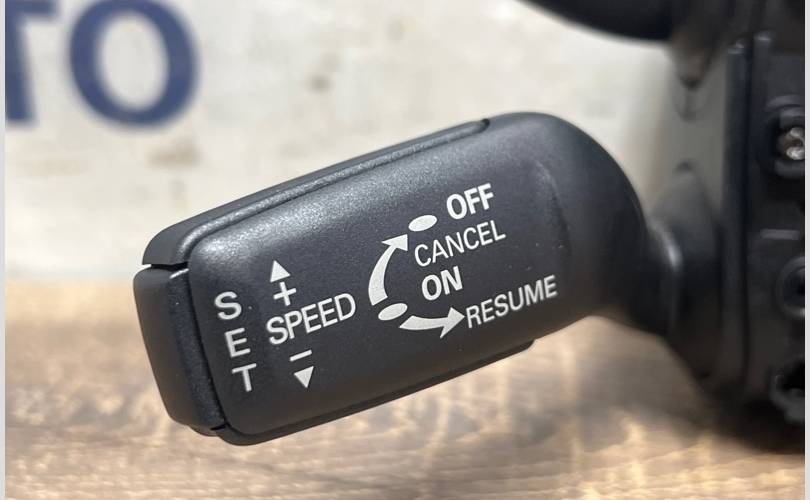 TO
OFF
CANCEL
ON
RESUME
+
SPEED
−
SET